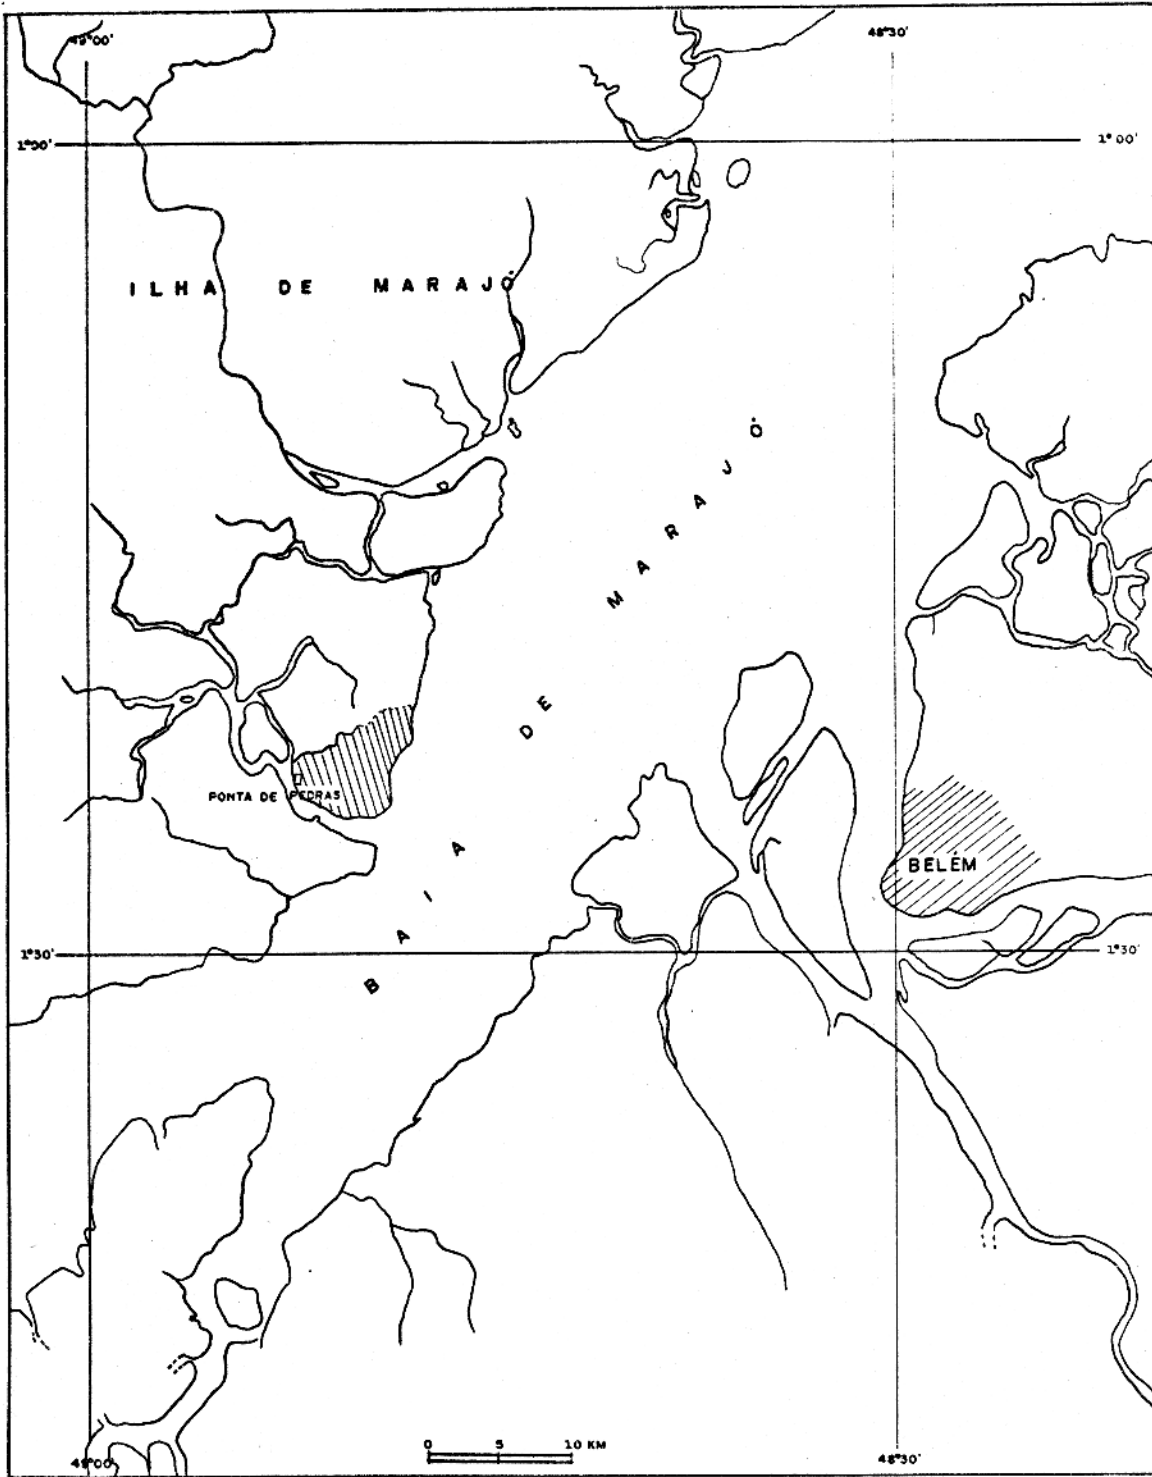 49°00'
48°30'
1°00'
1°00'
ILHA DE MARAJÓ
BAIA DE MARAJÓ
PONTA DE PEDRAS
BELÉM
1°30'
1°30'
0 5 10 KM
49°00'
48°30'